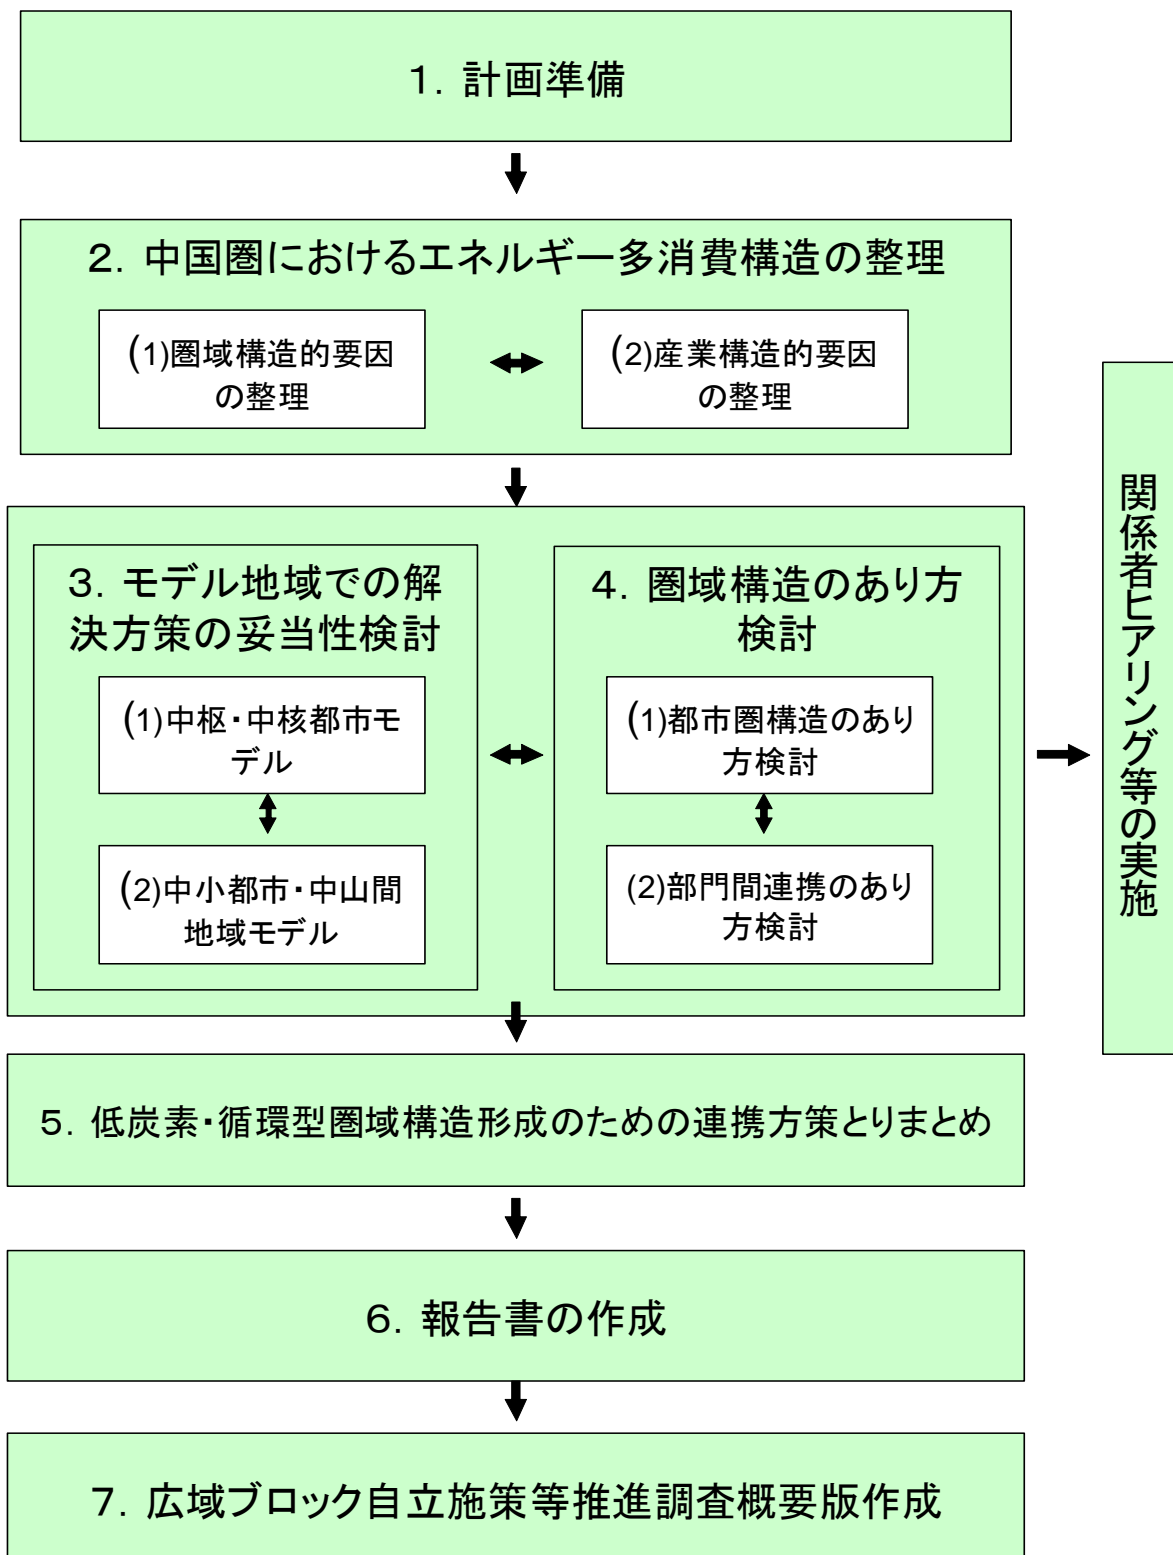 １．計画準備
２．中国圏におけるエネルギー多消費構造の整理
(1)圏域構造的要因
の整理
(2)産業構造的要因
の整理
３．モデル地域での解
決方策の妥当性検討
(1)中枢・中核都市モ
デル
(2)中小都市・中山間
地域モデル
４．圏域構造のあり方
検討
(1)都市圏構造のあり
方検討
(2)部門間連携のあり
方検討
関係者ヒアリング等の実施
５．低炭素・循環型圏域構造形成のための連携方策とりまとめ
６．報告書の作成
７．広域ブロック自立施策等推進調査概要版作成